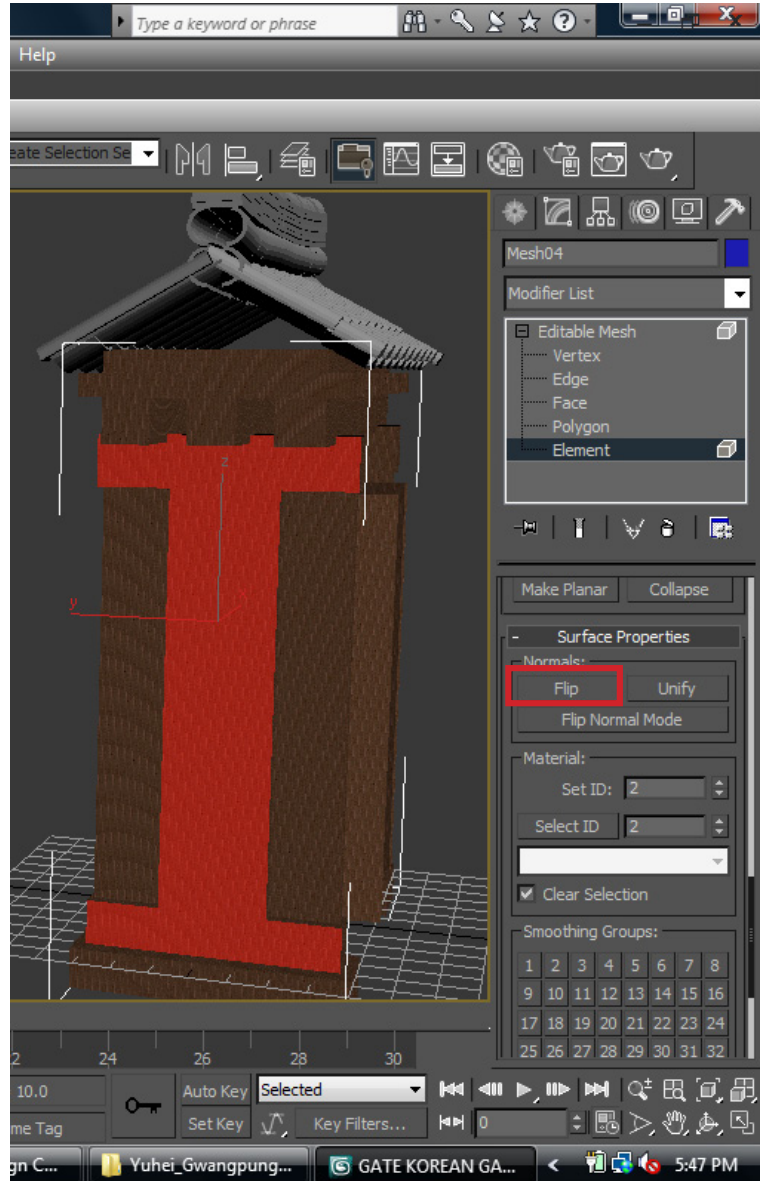 Type a keyword or phrase
Help
eate Selection Se
Mesh04
Modifier List
Editable Mesh
Vertex
Edge
Face
Polygon
Element
z
y
x
Make Planar Collapse
- Surface Properties
Normals:
Flip Unify
Flip Normal Mode
Material:
Set ID: 2
Select ID 2
Clear Selection
Smoothing Groups:
1 2 3 4 5 6 7 8
9 10 11 12 13 14 15 16
17 18 19 20 21 22 23 24
25 26 27 28 29 30 31 32
2 24 26 28 30
10.0 Auto Key Selected
me Tag Set Key Key Filters... 0
gn C... Yuhei_Gwangpung... GATE KOREAN GA... < 5:47 PM